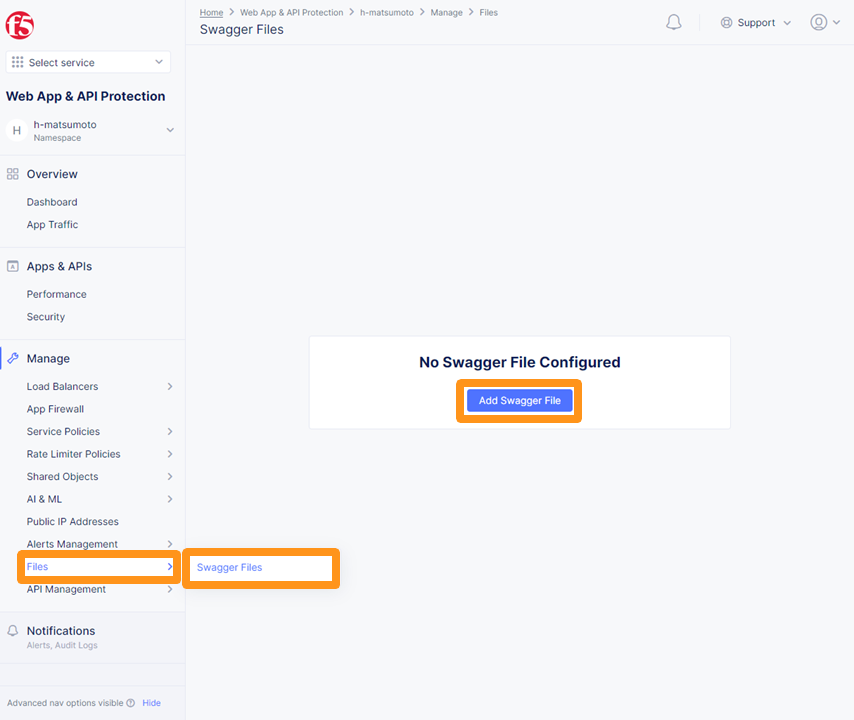 f5
Home > Web App & API Protection > h-matsumoto > Manage > Files
Swagger Files
Support
Select service
Web App & API Protection
H
h-matsumoto
Namespace
Overview
Dashboard
App Traffic
A
Apps & APIs
Performance
Security
Manage
Load Balancers
App Firewall
Service Policies
Rate Limiter Policies
Shared Objects
AI & ML
Public IP Addresses
Alerts Management
Files
Swagger Files
API Management
Notifications
Alerts, Audit Logs
Advanced nav options visible ? Hide
No Swagger File Configured
Add Swagger File